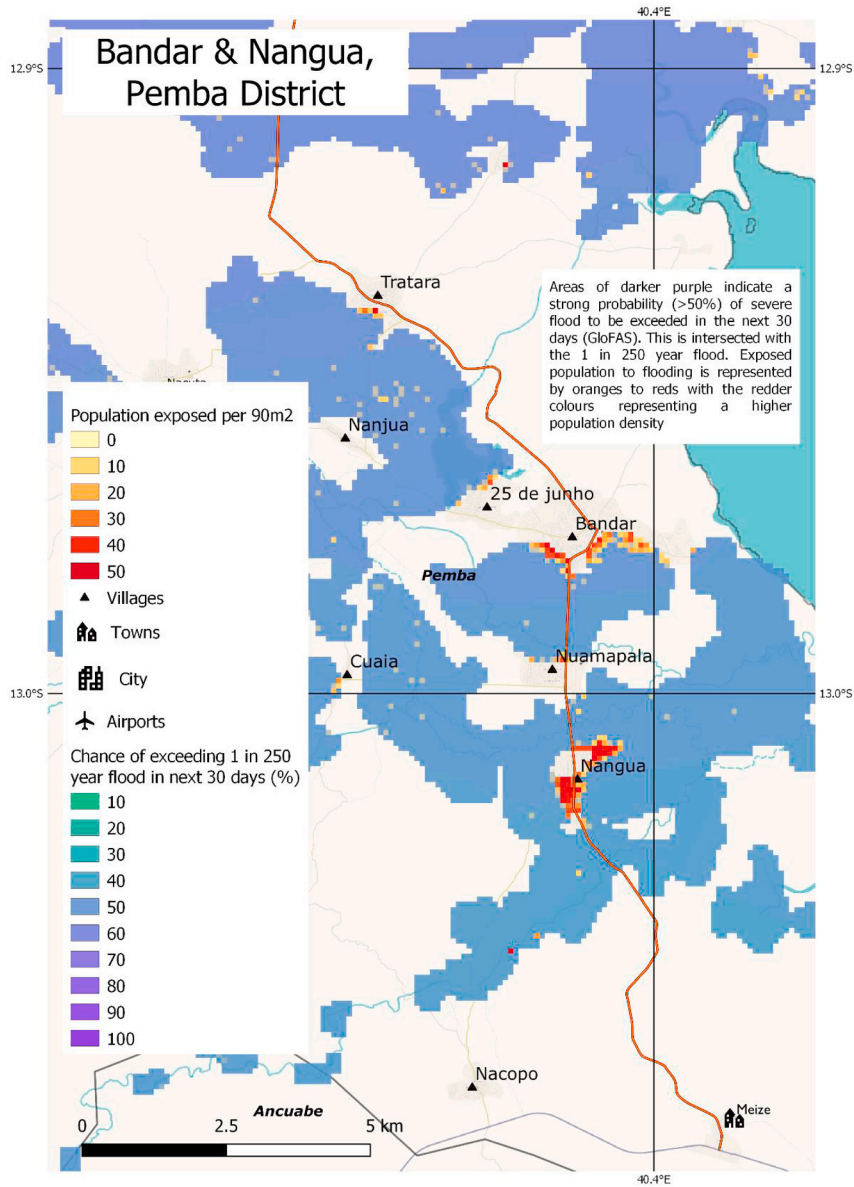 40.4°E
Bandar & Nangua,
Pemba District
12.9°S
12.9°S
Tratara
Areas of darker purple indicate a
strong probability (>50%) of severe
flood to be exceeded in the next 30
days (GloFAS). This is intersected with
the 1 in 250 year flood. Exposed
population to flooding is represented
by oranges to reds with the redder
colours representing a higher
population density
Population exposed per 90m2
0
10
20
30
40
50
Villages
Towns
City
Airports
Chance of exceeding 1 in 250
year flood in next 30 days (%)
10
20
30
40
50
60
70
80
90
100
Nanjua
25 de junho
Bandar
Pemba
Nuamapala
Cuaia
13.0°S
13.0°S
Nangua
Nacopo
Meize
Ancuabe
0 2.5 5 km
40.4°E